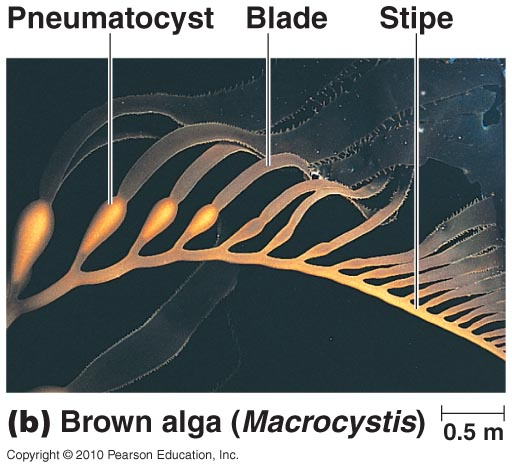 Pneumatocyst Blade Stipe
(b) Brown alga (Macrocystis)
0.5 m
Copyright © 2010 Pearson Education, Inc.